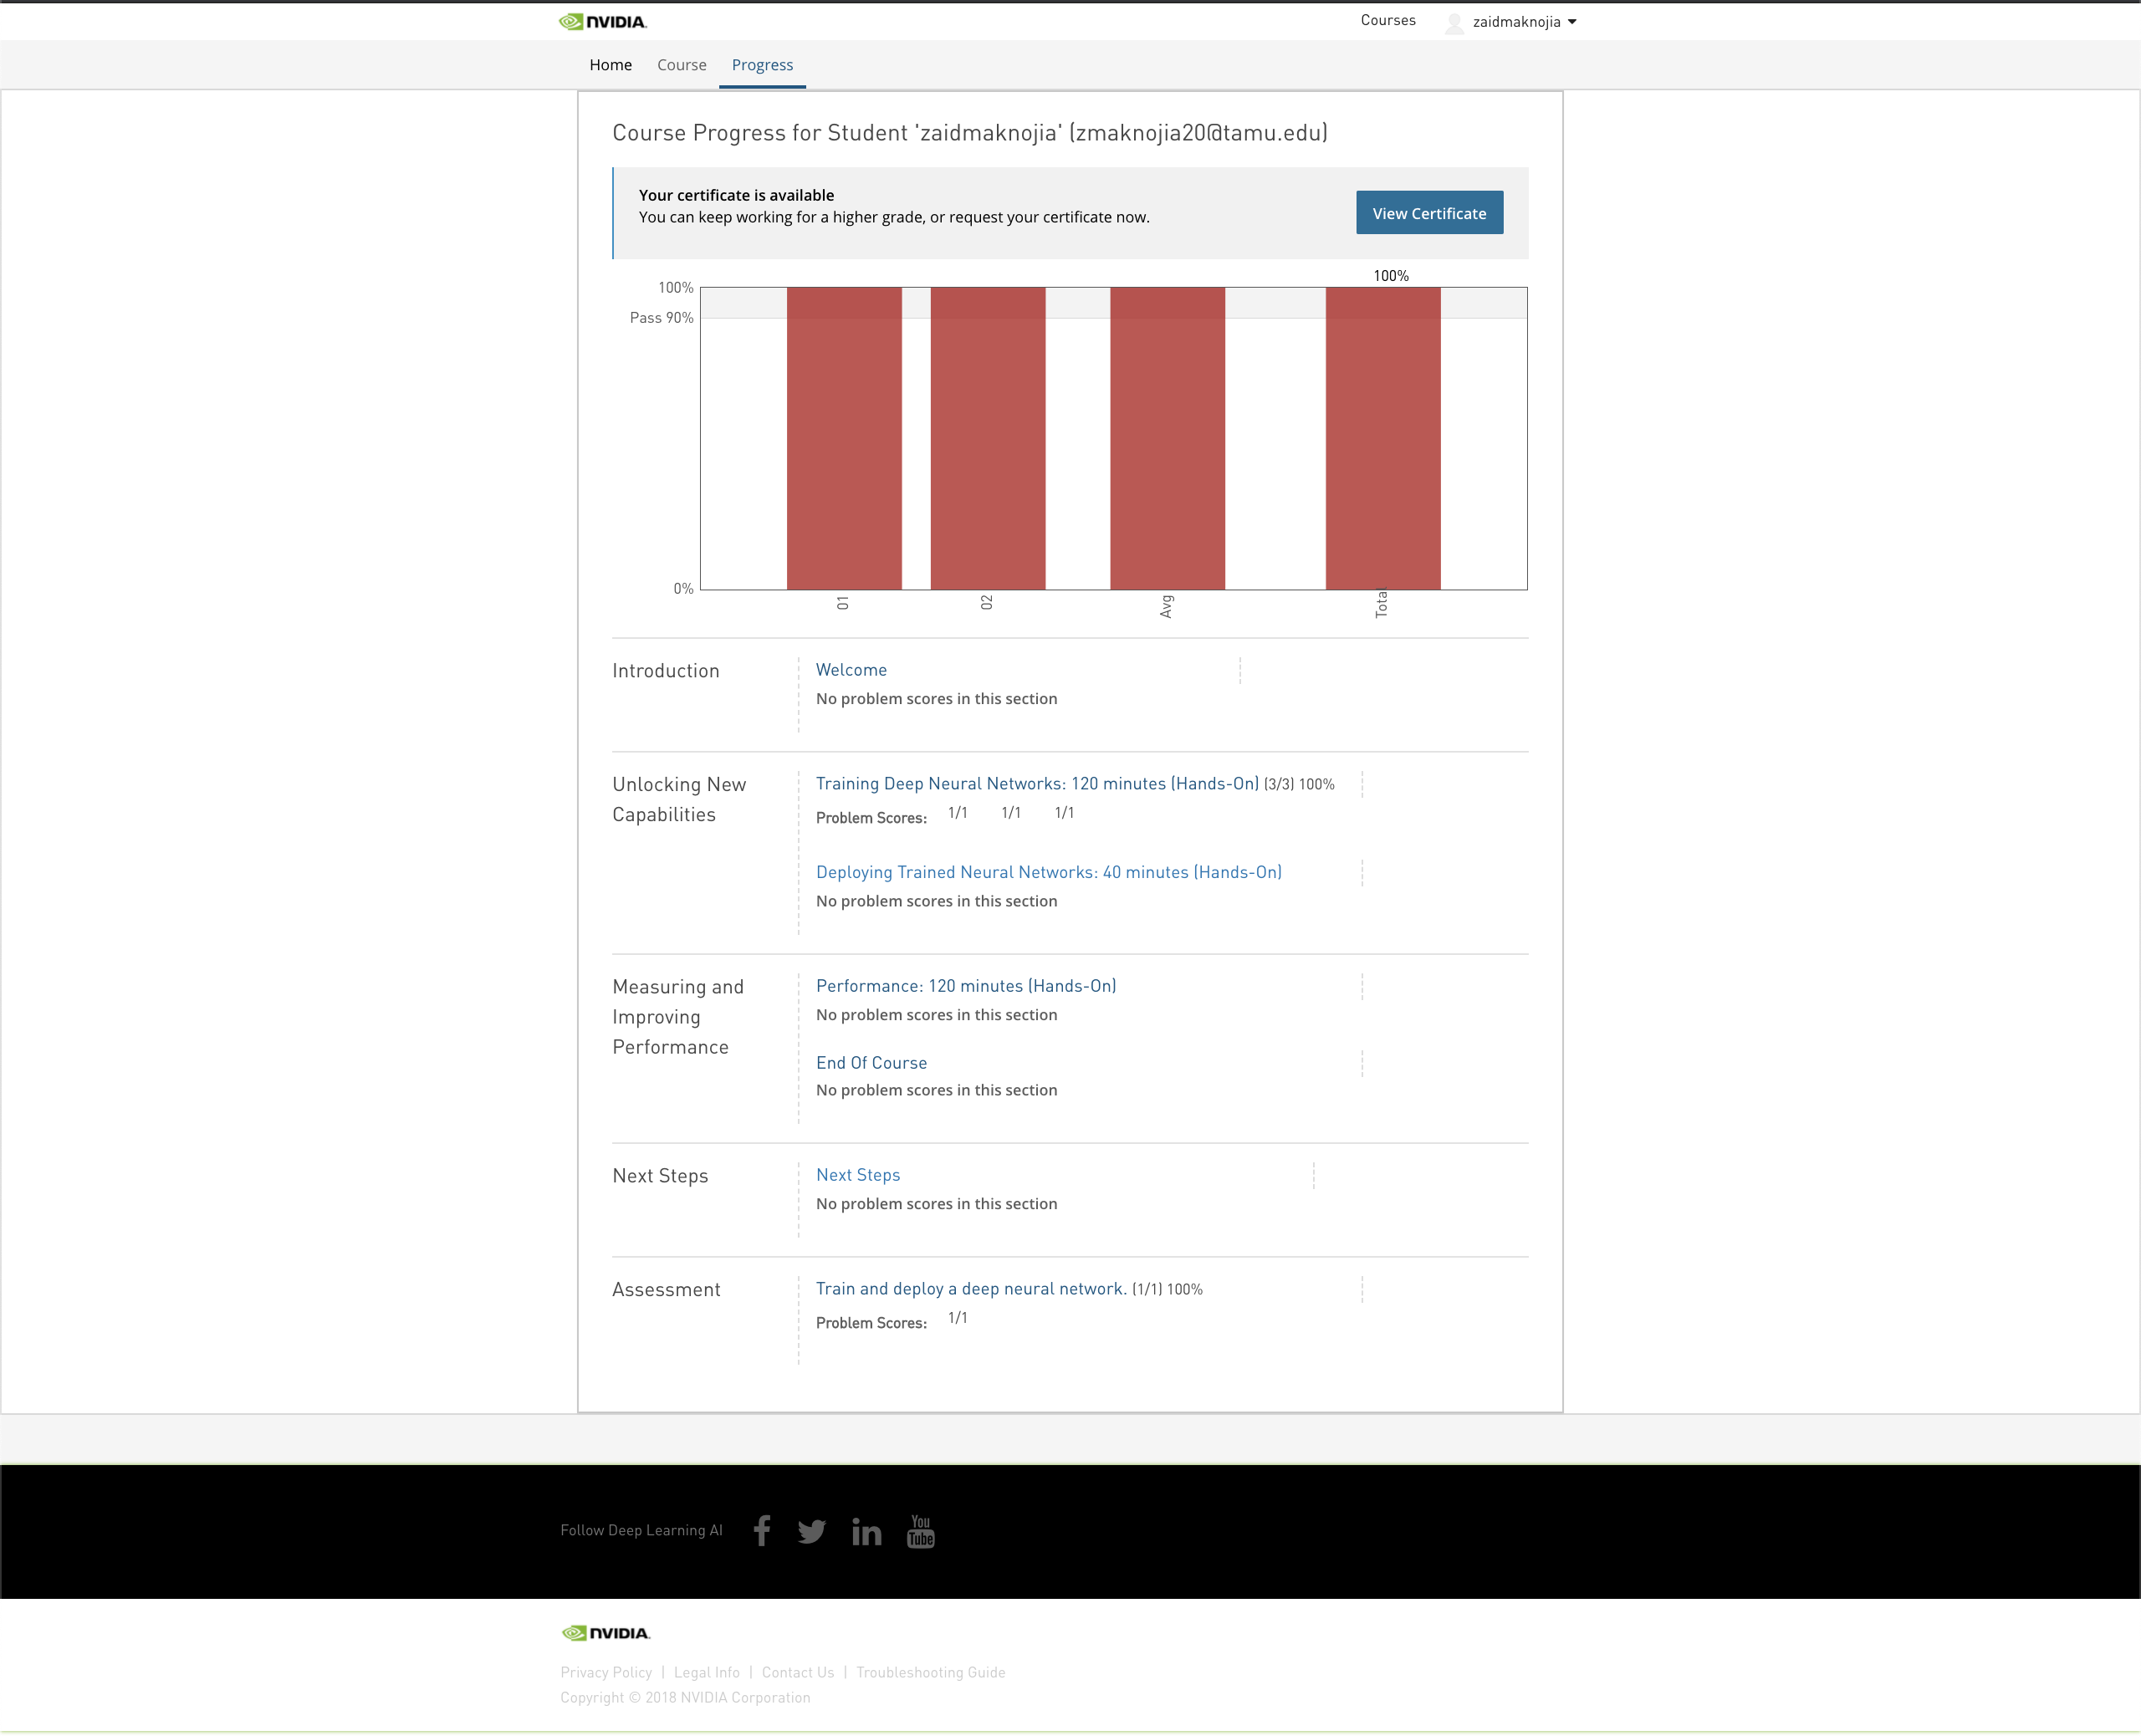 NVIDIA.
Courses
zaidmaknojia
Home Course Progress
Course Progress for Student 'zaidmaknojia' (zmaknojia20@tamu.edu)
Your certificate is available
You can keep working for a higher grade, or request your certificate now.
View Certificate
100%
100%
Pass 90%
0%
01 02 Avg Total
Introduction
Welcome
No problem scores in this section
Unlocking New
Capabilities
Training Deep Neural Networks: 120 minutes (Hands-On) (3/3) 100%
Problem Scores: 1/1 1/1 1/1
Deploying Trained Neural Networks: 40 minutes (Hands-On)
No problem scores in this section
Measuring and
Improving
Performance
Performance: 120 minutes (Hands-On)
No problem scores in this section
End Of Course
No problem scores in this section
Next Steps
Next Steps
No problem scores in this section
Assessment
Train and deploy a deep neural network. (1/1) 100%
Problem Scores: 1/1
Follow Deep Learning AI
You
Tube
NVIDIA.
Privacy Policy | Legal Info | Contact Us | Troubleshooting Guide
Copyright © 2018 NVIDIA Corporation